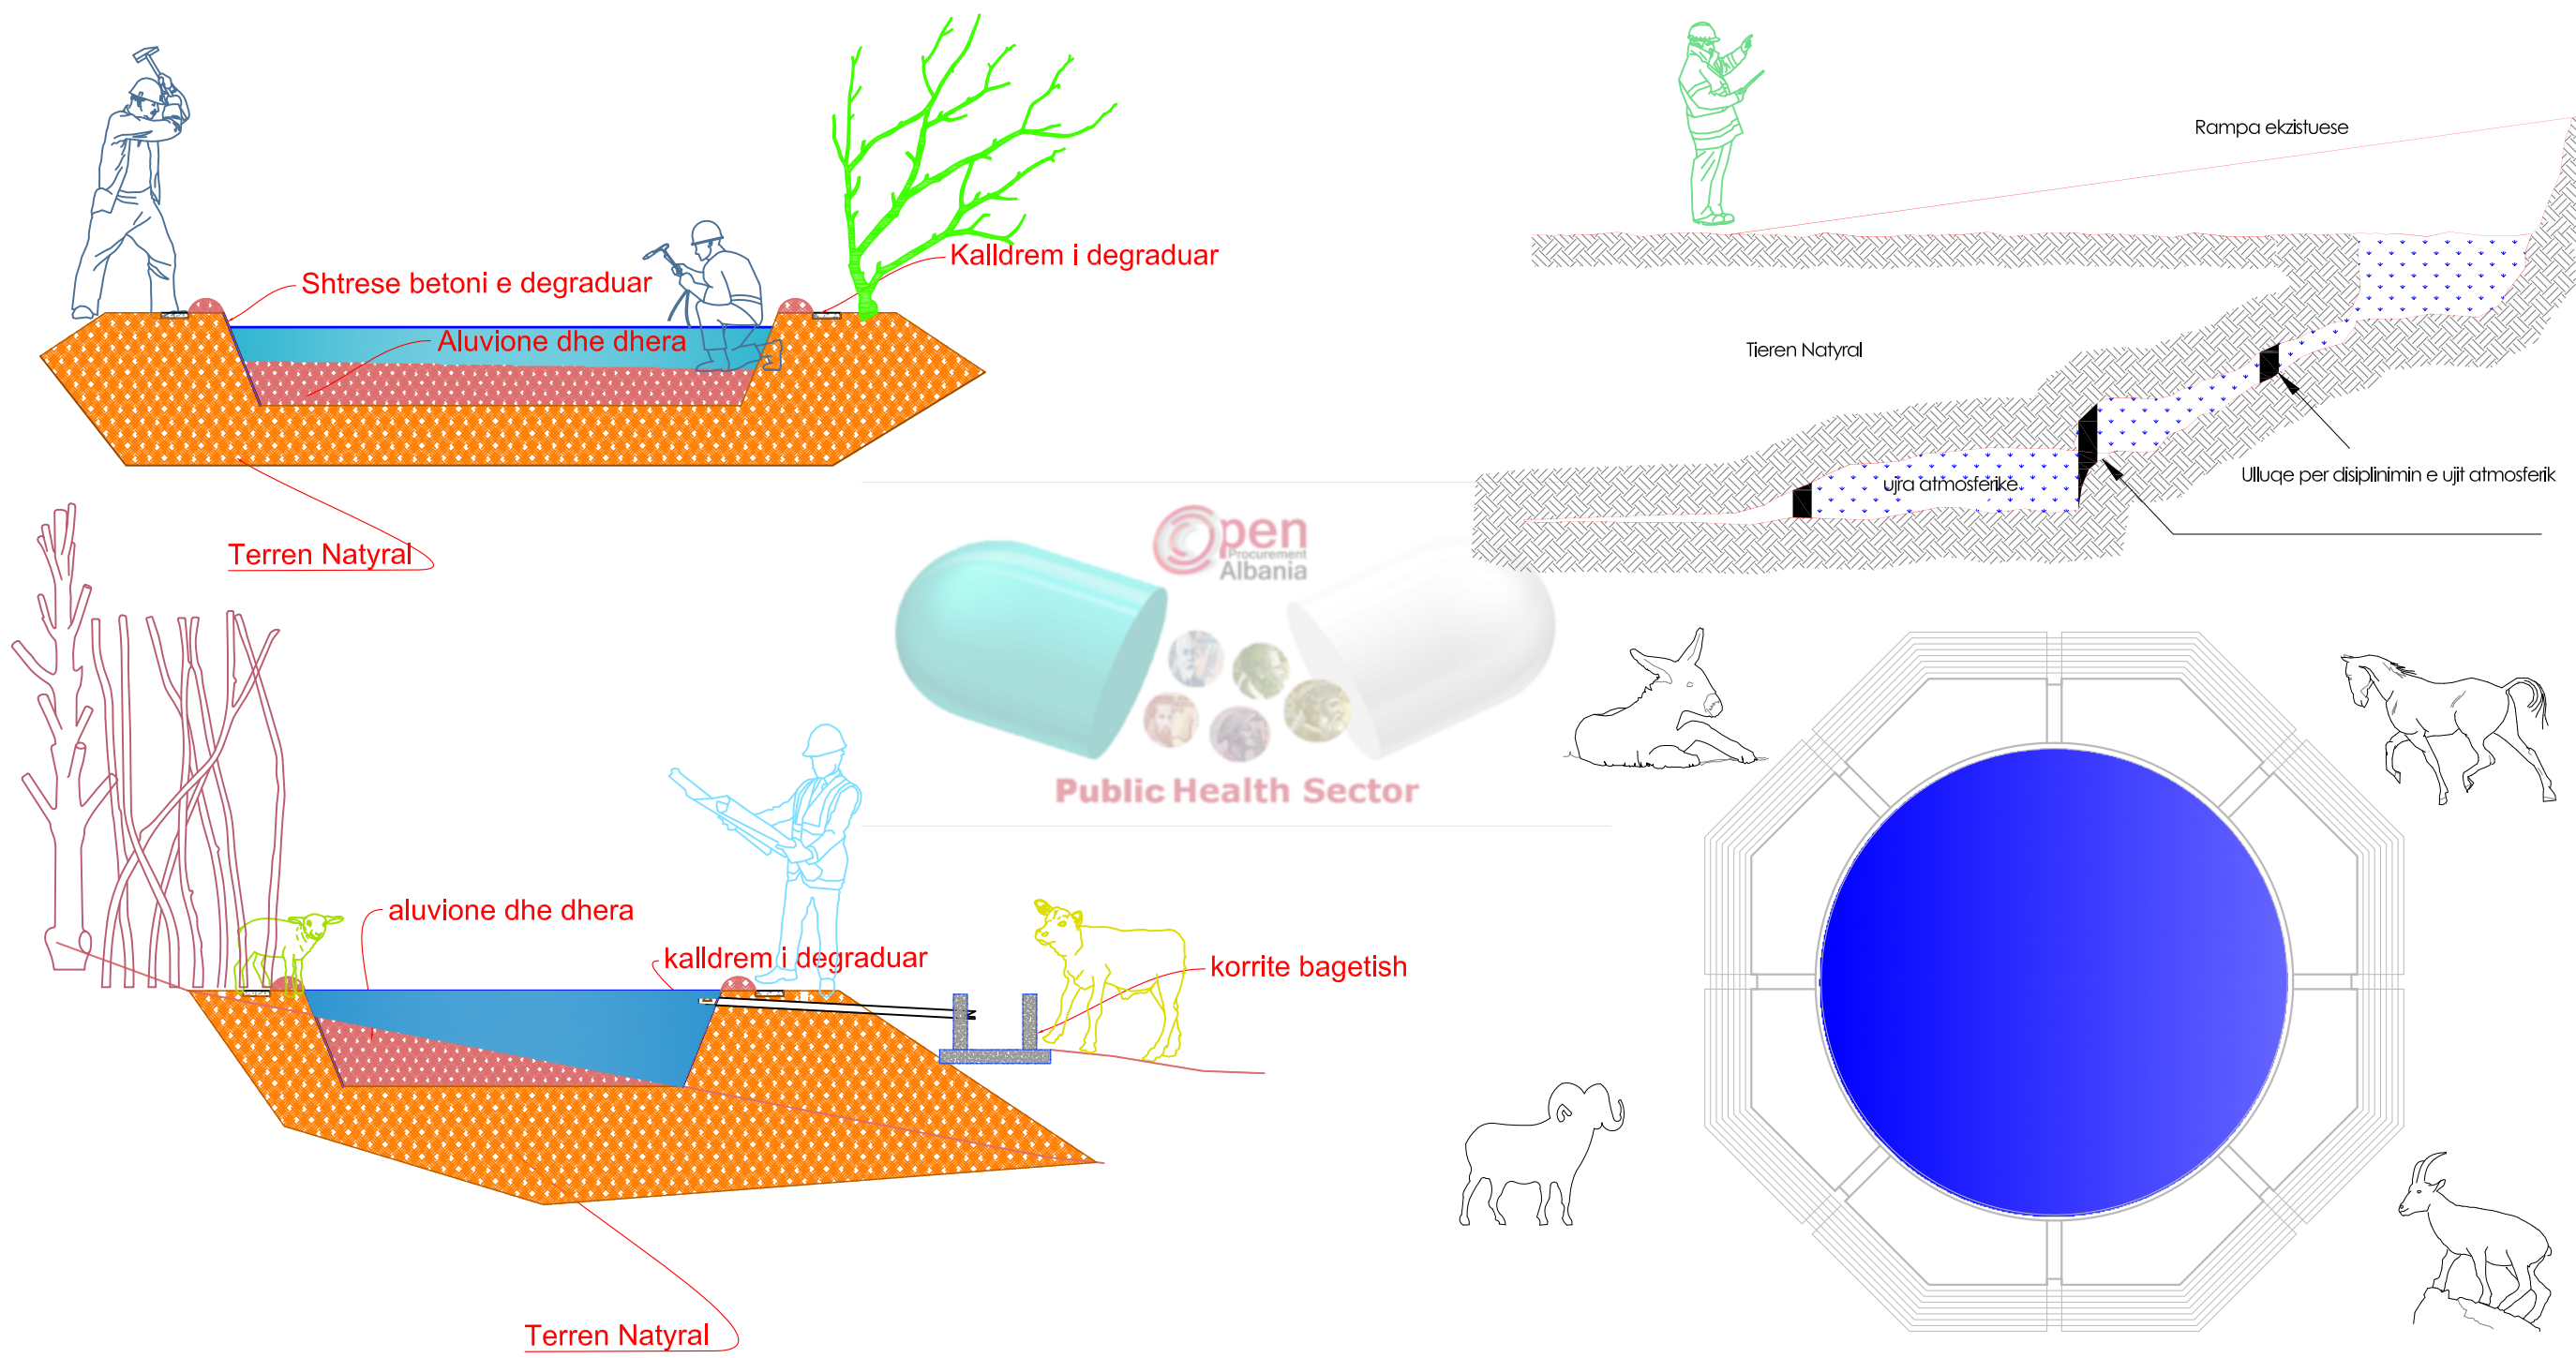 Rampa ekzistuese
Kalldrem i degraduar
Shtrese betoni e degraduar
Aluvione dhe dhera
Tieren Natyral
Ulluqe per disiplinimin e ujit atmosferik
ujra atmosferike
Terren Natyral
Open
Procurement
Albania
Public Health Sector
aluvione dhe dhera
kalldrem i degraduar
korrite bagetish
Terren Natyral